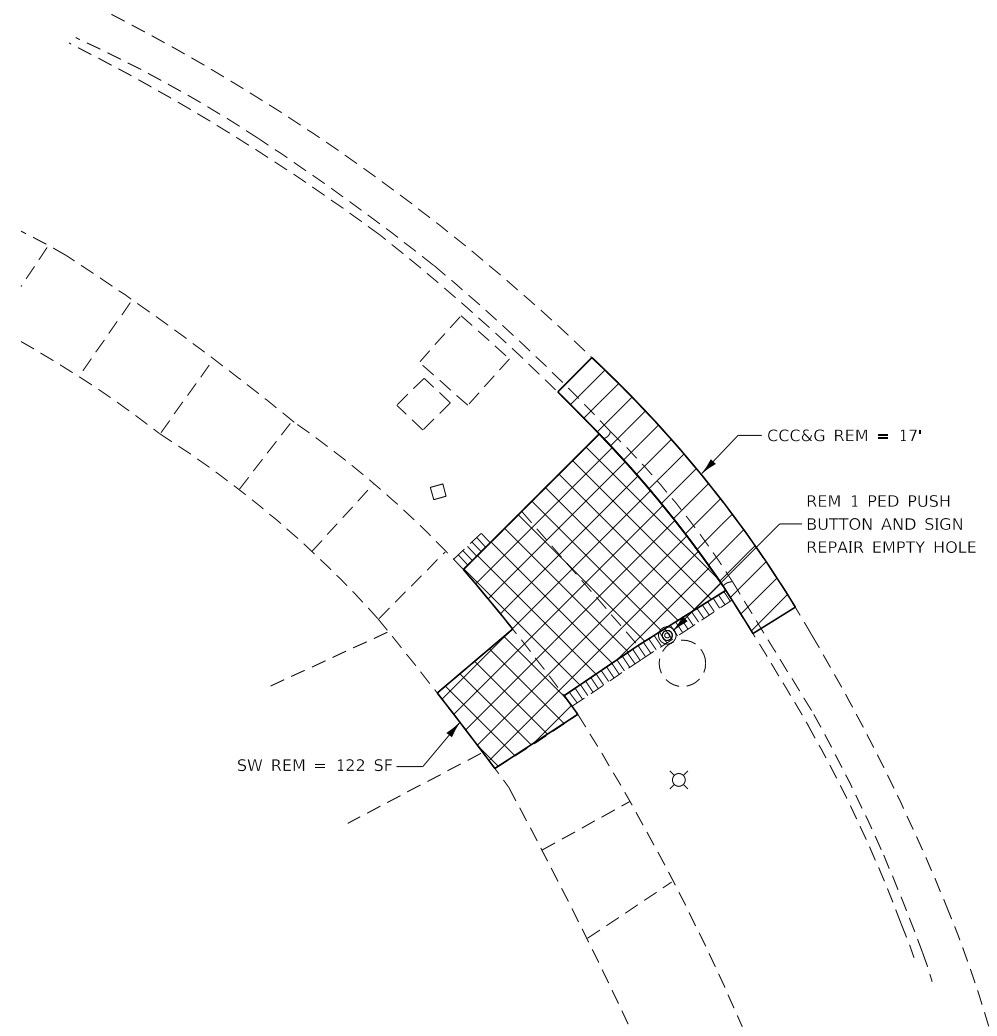 CCC&G REM = 17'
REM 1 PED PUSH
BUTTON AND SIGN
REPAIR EMPTY HOLE
SW REM = 122 SF